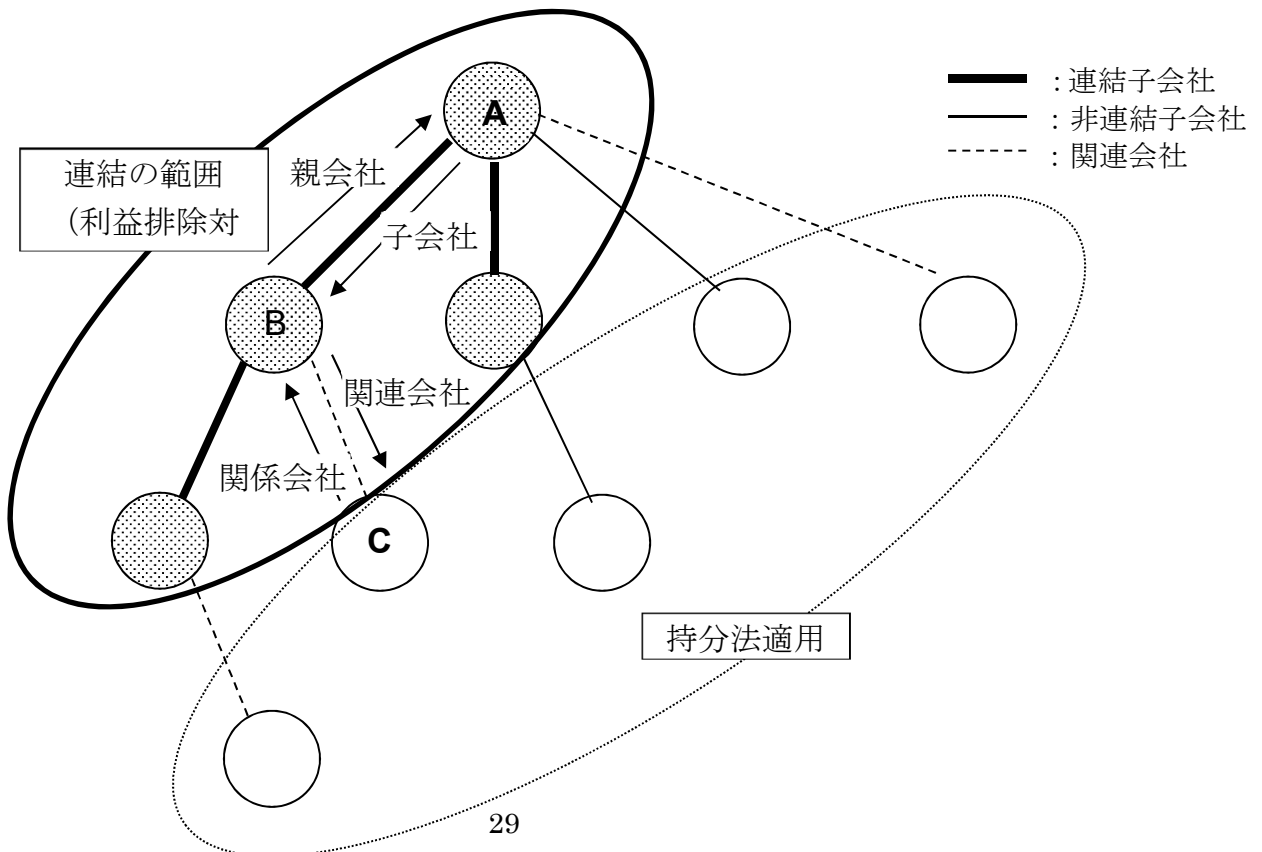 A
：連結子会社
：非連結子会社
：関連会社
連結の範囲
（利益排除対
親会社
子会社
B
関連会社
関係会社
C
持分法適用
29